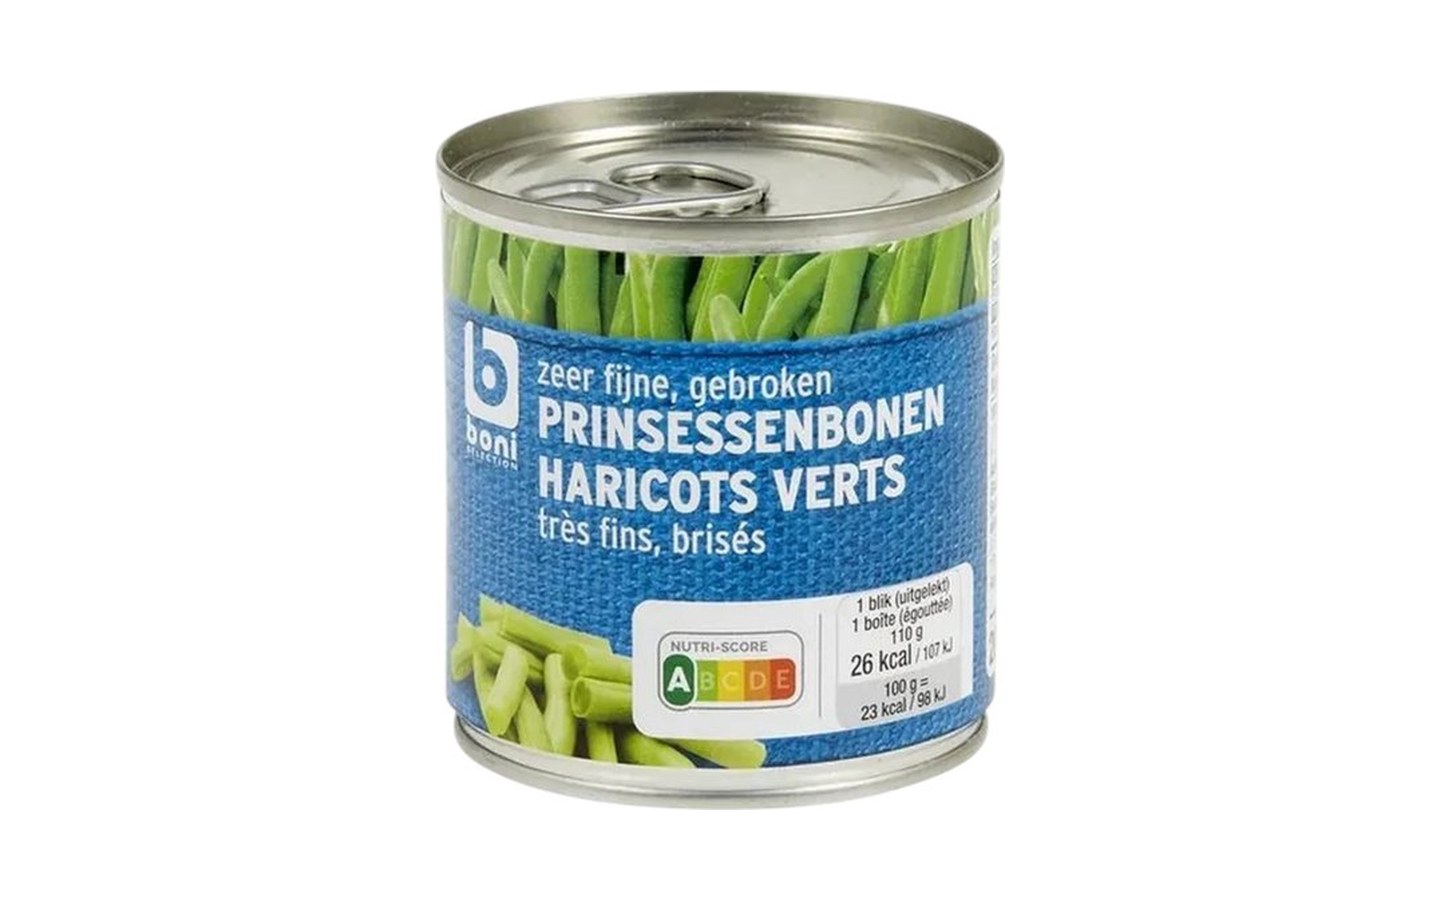 boni
SELECTION
zeer fijne, gebroken
PRINSESSENBONEN
HARICOTS VERTS
très fins, brisés
NUTRI-SCORE
A B C D E
1 blik (uitgelekt)
1 boîte (égouttée)
110 g
26 kcal / 107 kJ
100 g =
23 kcal / 98 kJ